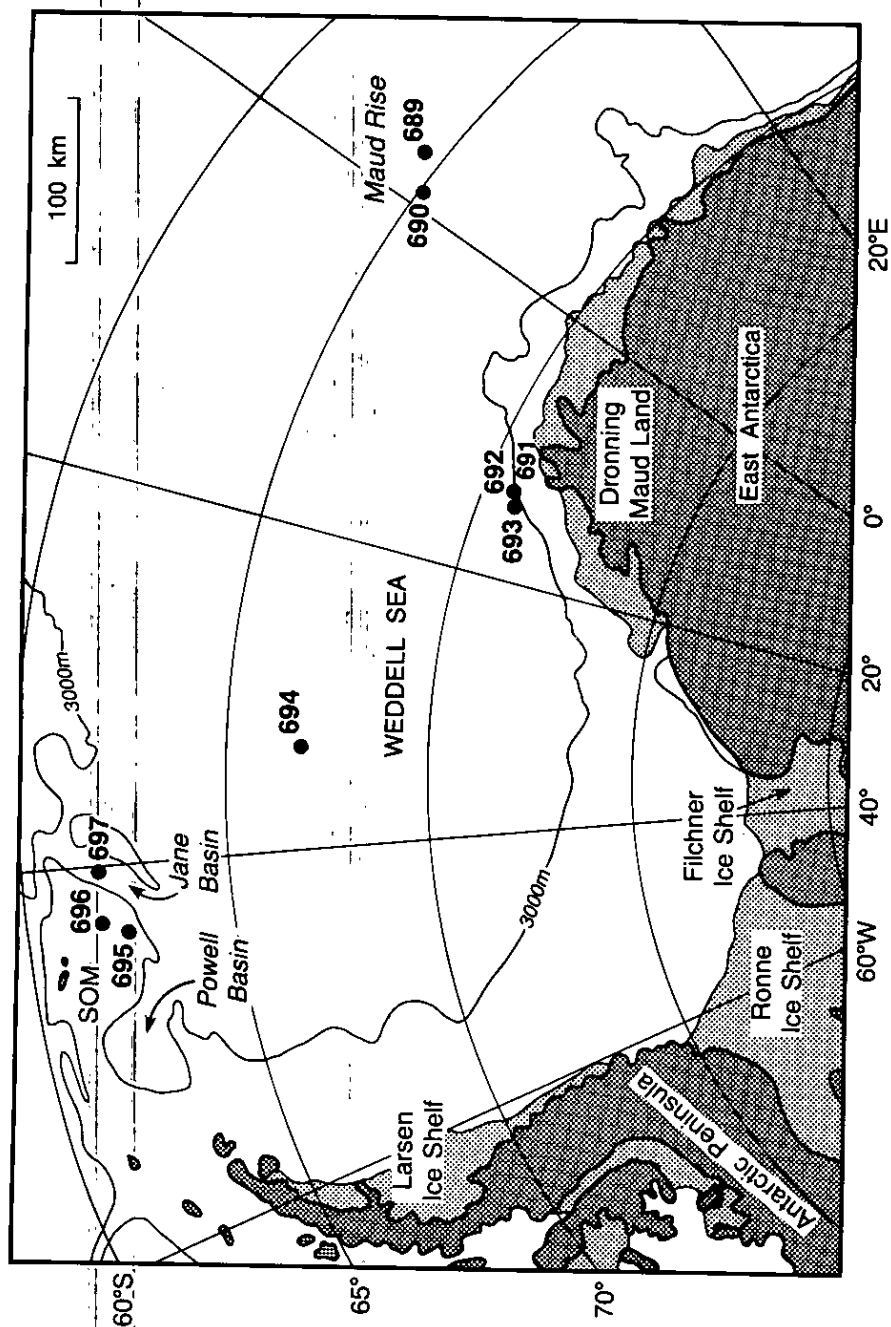 100 km
Maud Rise
689
690
3000m
697
696
695
SOM
Jane
Basin
Powell
Basin
694
WEDDELL SEA
692
691
693
3000m
Dronning
Maud Land
East Antarctica
Filchner
Ice Shelf
Ronne
Ice Shelf
Larsen
Ice Shelf
Antarctic Peninsula
60°S
65°
70°
60°W
40°
20°
0°
20°E